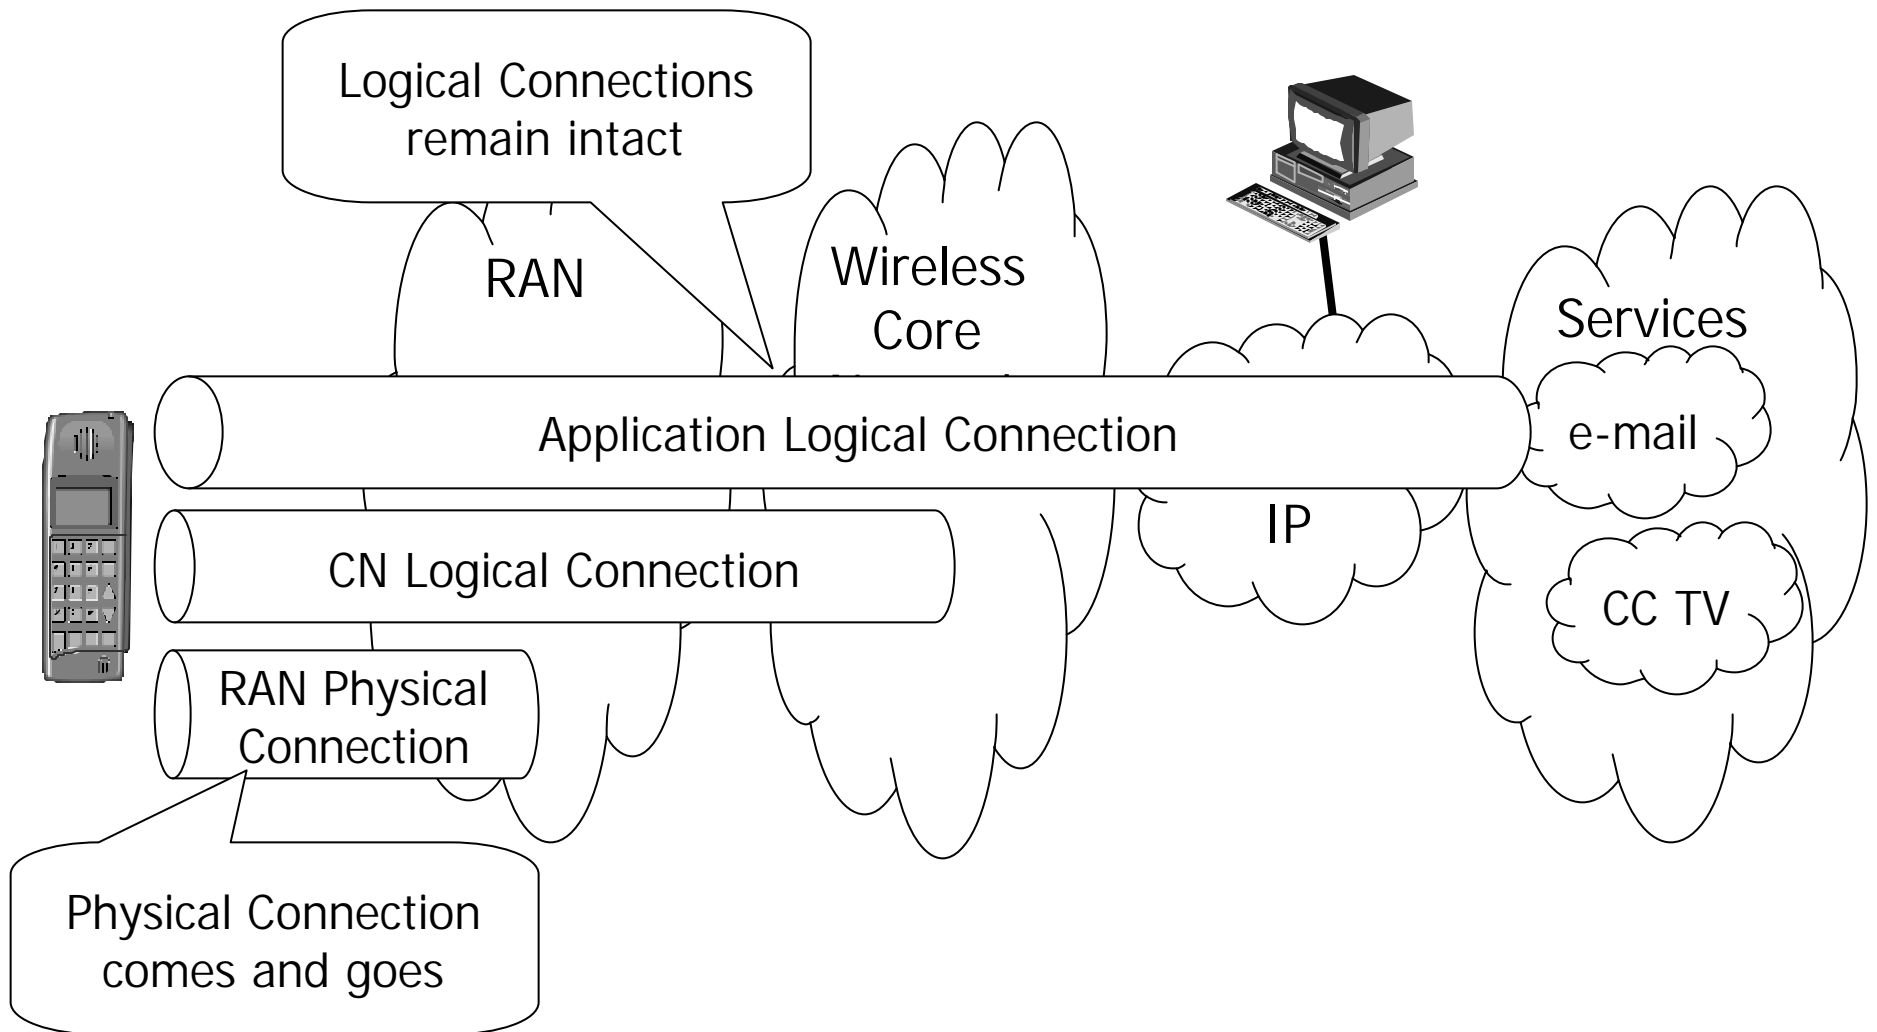 Logical Connections
remain intact
RAN
Wireless
Core
Services
Application Logical Connection
e-mail
IP
CN Logical Connection
CC TV
RAN Physical
Connection
Physical Connection
comes and goes